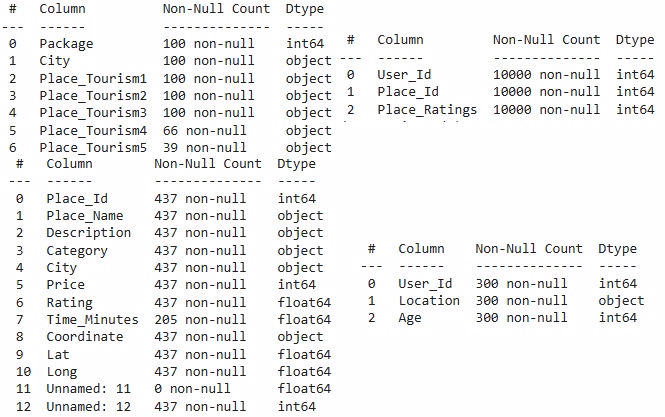 #   Column          Non-Null Count  Dtype
---  ------          --------------  -----
0   Package         100 non-null    int64
1   City            100 non-null    object
2   Place_Tourism1  100 non-null    object
3   Place_Tourism2  100 non-null    object
4   Place_Tourism3  100 non-null    object
5   Place_Tourism4  66 non-null     object
6   Place_Tourism5  39 non-null     object
#   Column        Non-Null Count  Dtype
---  ------        --------------  -----
0   Place_Id      437 non-null    int64
1   Place_Name    437 non-null    object
2   Description   437 non-null    object
3   Category      437 non-null    object
4   City          437 non-null    object
5   Price         437 non-null    int64
6   Rating        437 non-null    float64
7   Time_Minutes  205 non-null    float64
8   Coordinate    437 non-null    object
9   Lat           437 non-null    float64
10  Long          437 non-null    float64
11  Unnamed: 11   0 non-null      float64
12  Unnamed: 12   437 non-null    int64
#   Column         Non-Null Count  Dtype
---  ------         --------------  -----
0   User_Id        10000 non-null  int64
1   Place_Id       10000 non-null  int64
2   Place_Ratings  10000 non-null  int64
#   Column    Non-Null Count  Dtype
---  ------    --------------  -----
0   User_Id   300 non-null    int64
1   Location  300 non-null    object
2   Age       300 non-null    int64